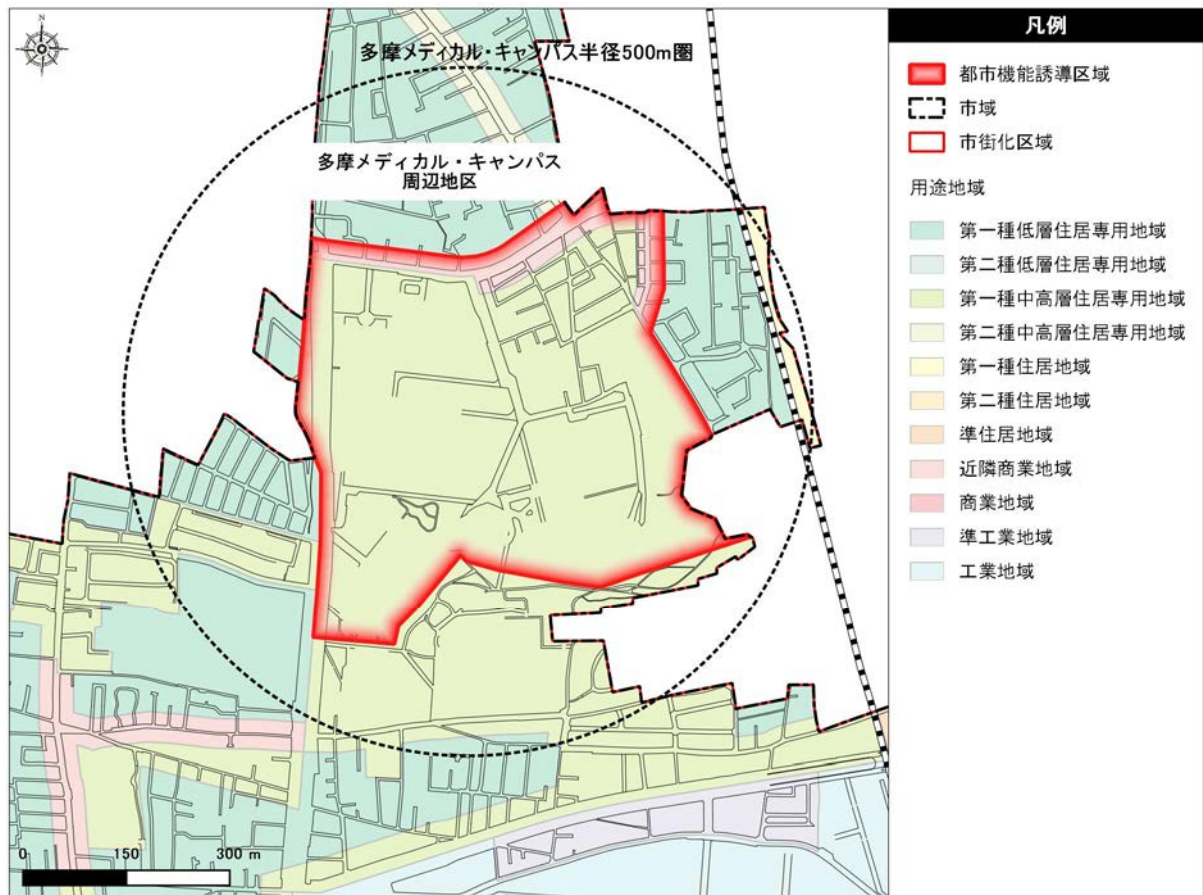 N
多摩メディカル・キャンパス半径500m圏
多摩メディカル・キャンパス
周辺地区
0 150 300 m
凡例
都市機能誘導区域
市域
市街化区域
用途地域
第一種低層住居専用地域
第二種低層住居専用地域
第一種中高層住居専用地域
第二種中高層住居専用地域
第一種住居地域
第二種住居地域
準住居地域
近隣商業地域
商業地域
準工業地域
工業地域